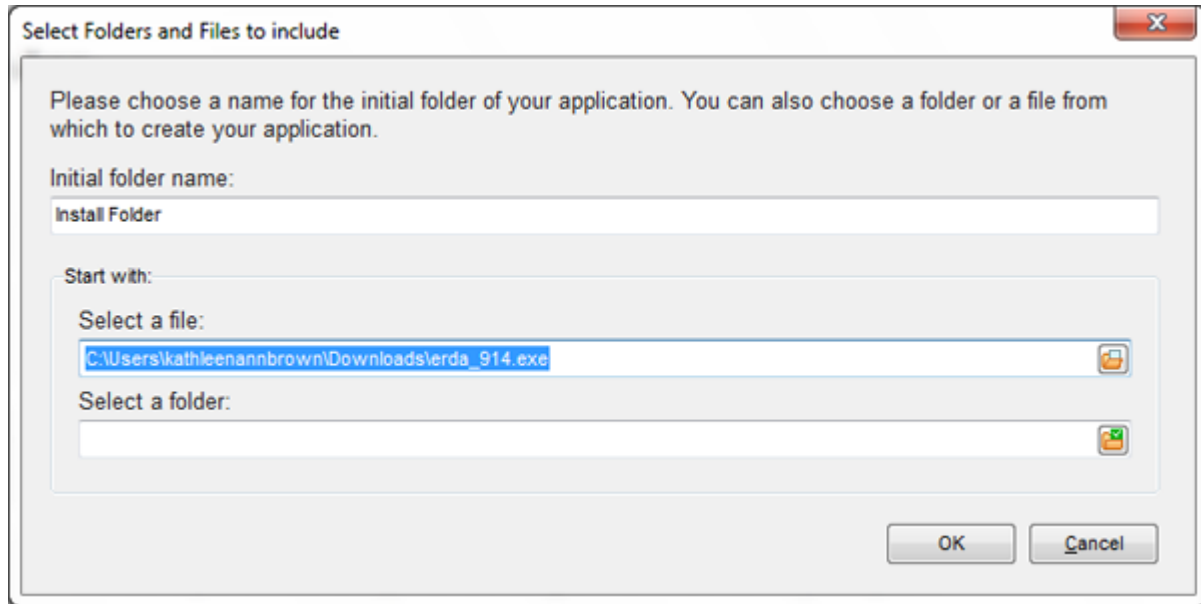 Select Folders and Files to include
Please choose a name for the initial folder of your application. You can also choose a folder or a file from
which to create your application.
Initial folder name:
Install Folder
Start with:
Select a file:
C:\Users\kathleenannbrown\Downloads\erda_914.exe
Select a folder:
OK Cancel